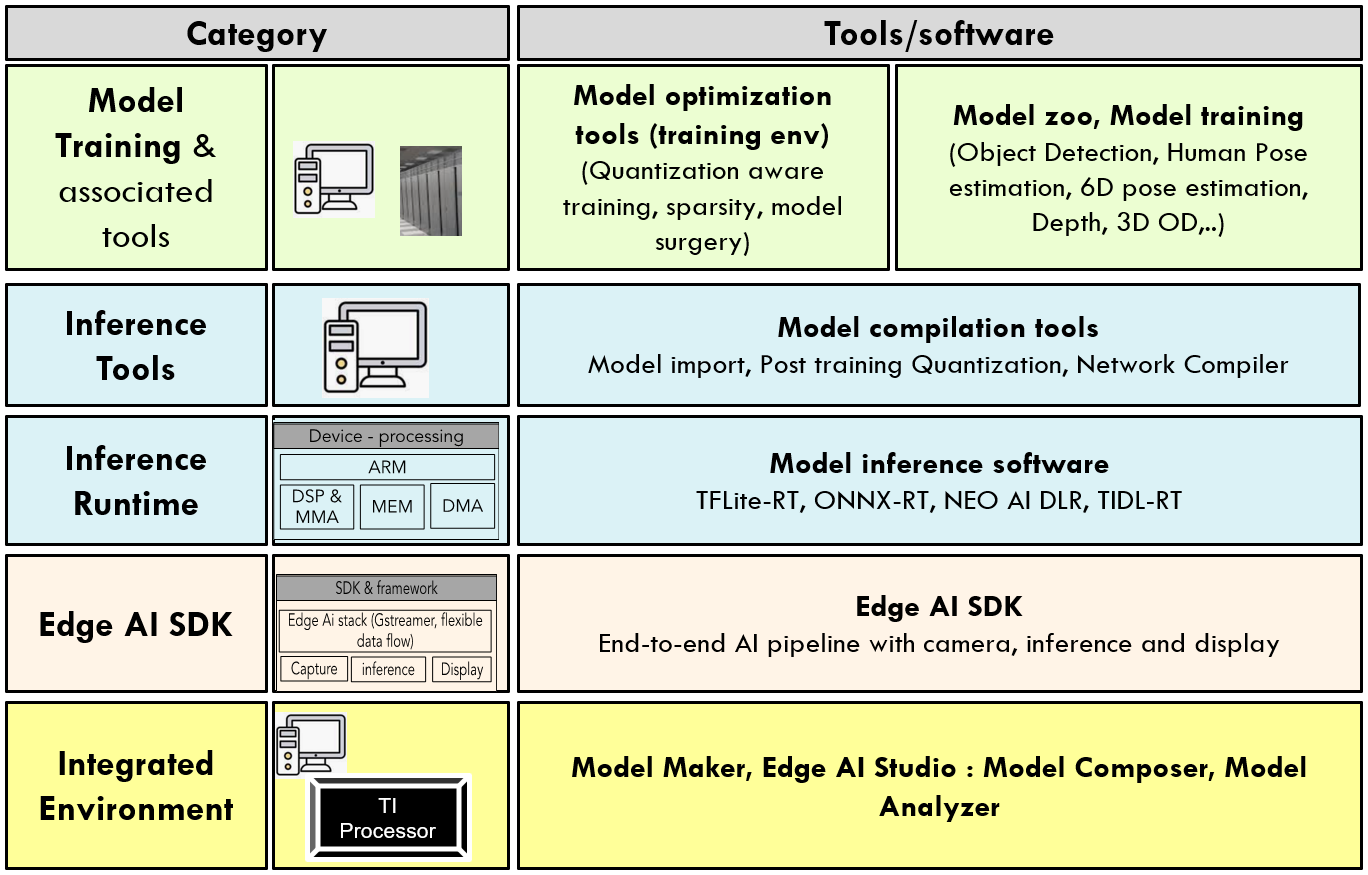 Category
Tools/software
Model
Training &
associated
tools
Model optimization
tools (training env)
(Quantization aware
training, sparsity, model
surgery)
Model zoo, Model training
(Object Detection, Human Pose
estimation, 6D pose estimation,
Depth, 3D OD,..)
Inference
Tools
Model compilation tools
Model import, Post training Quantization, Network Compiler
Inference
Runtime
Device - processing
ARM
DSP &
MMA
MEM
DMA
Model inference software
TFLite-RT, ONNX-RT, NEO AI DLR, TIDL-RT
Edge AI SDK
SDK & framework
Edge Ai stack (Gstreamer, flexible
data flow)
Capture
inference
Display
Edge AI SDK
End-to-end AI pipeline with camera, inference and display
Integrated
Environment
TI
Processor
Model Maker, Edge AI Studio : Model Composer, Model
Analyzer